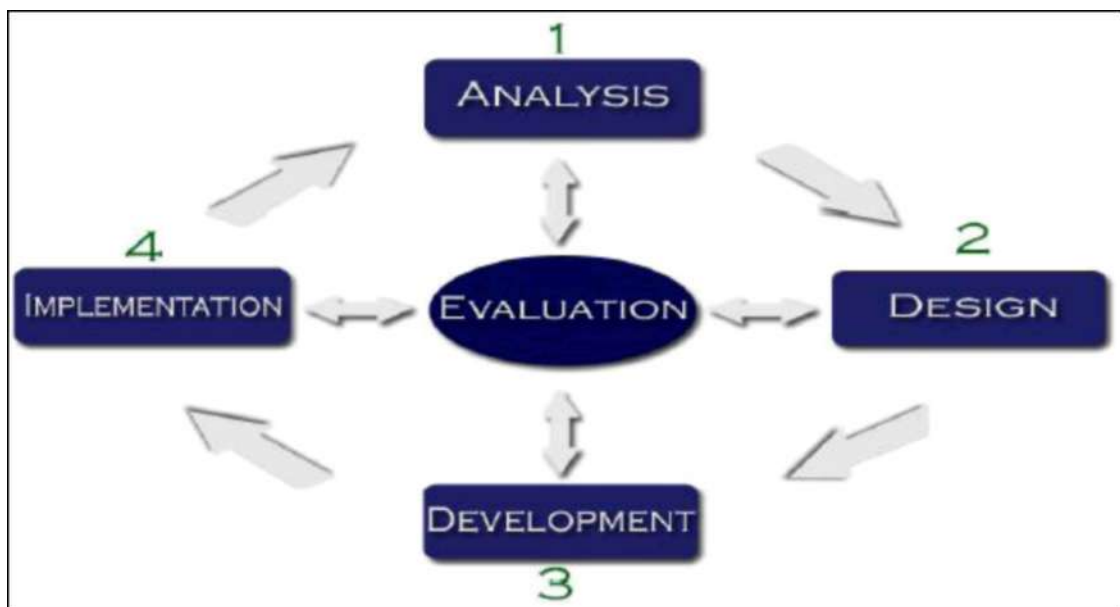 1
ANALYSIS
2
DESIGN
4
IMPLEMENTATION
EVALUATION
DEVELOPMENT
3